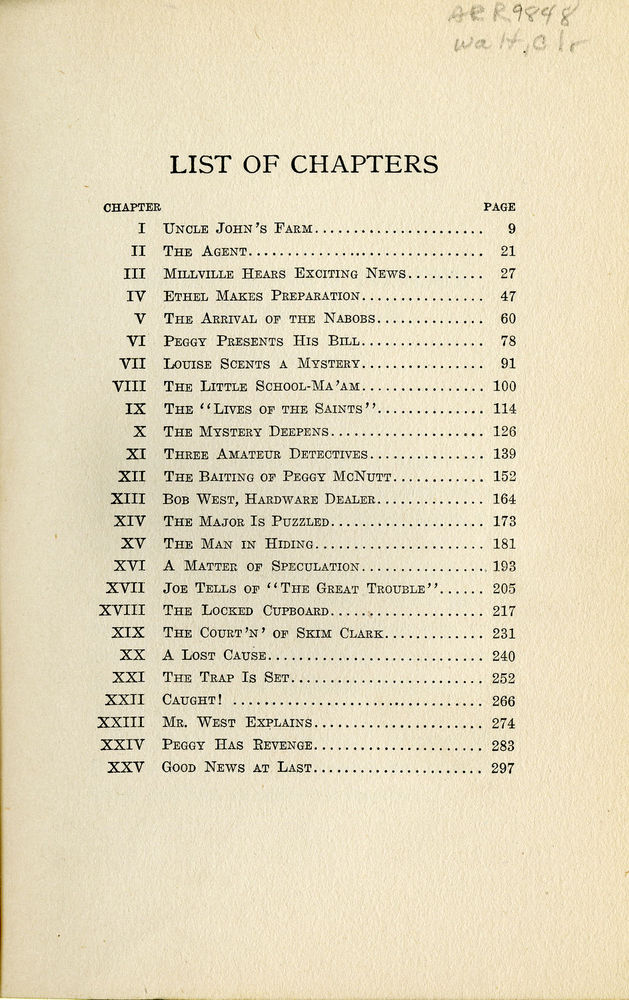 AER9848
LIST OF CHAPTERS
CHAPTER PAGE
I UNCLE JOHN'S FARM...................... 9
II THE AGENT............................... 21
III MILLVILLE HEARS EXCITING NEWS.......... 27
IV ETHEL MAKES PREPARATION................ 47
V THE ARRIVAL OF THE NABOBS.............. 60
VI PEGGY PRESENTS HIS BILL................ 78
VII LOUISE SCENTS A MYSTERY................ 91
VIII THE LITTLE SCHOOL-MA'AM................ 100
IX THE "LIVES OF THE SAINTS".............. 114
X THE MYSTERY DEEPENS.................... 126
XI THREE AMATEUR DETECTIVES............... 139
XII THE BAITING OF PEGGY MCNUTT............ 152
XIII BOB WEST, HARDWARE DEALER.............. 164
XIV THE MAJOR IS PUZZLED.................... 173
XV THE MAN IN HIDING...................... 181
XVI A MATTER OF SPECULATION................ 193
XVII JOE TELLS OF "THE GREAT TROUBLE"...... 205
XVIII THE LOCKED CUPBOARD.................... 217
XIX THE COURT'N' OF SKIM CLARK............. 231
XX A LOST CAUSE............................ 240
XXI THE TRAP IS SET......................... 252
XXII CAUGHT! ................................. 266
XXIII MR. WEST EXPLAINS...................... 274
XXIV PEGGY HAS REVENGE...................... 283
XXV GOOD NEWS AT LAST...................... 297